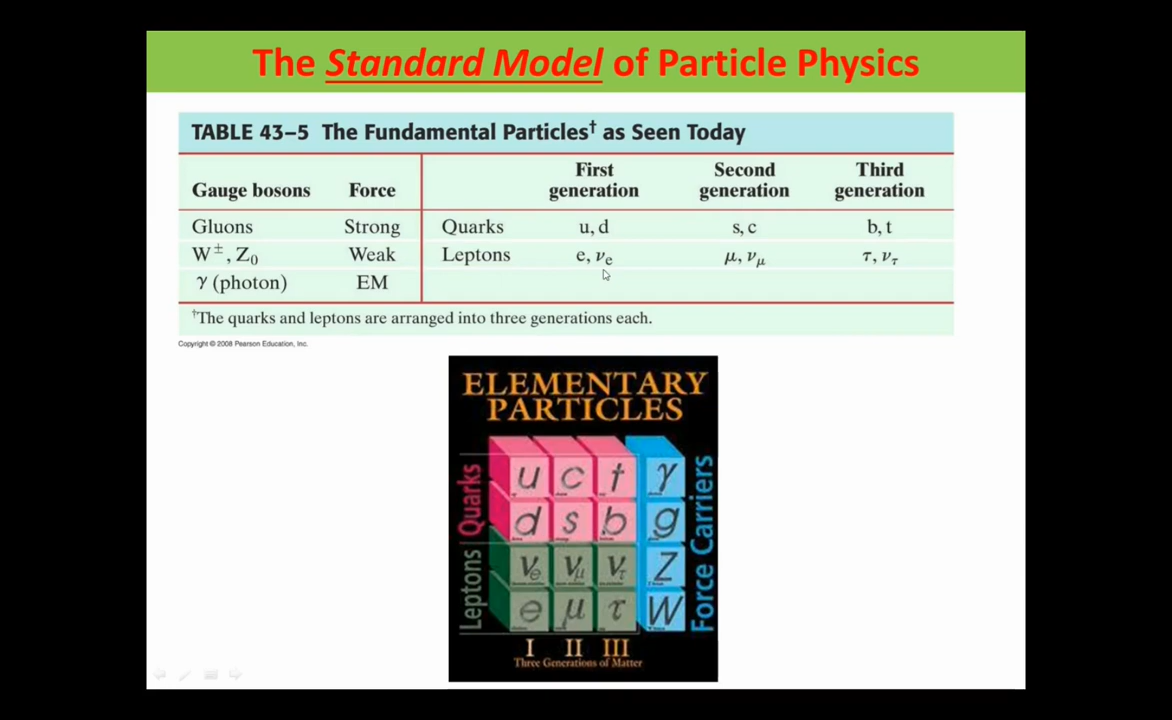 The Standard Model of Particle Physics
TABLE 43–5 The Fundamental Particles† as Seen Today
Gauge bosons Force First generation Second generation Third generation
Gluons Strong Quarks u, d s, c b, t
W±, Z0 Weak Leptons e, νe μ, νμ τ, ντ
γ (photon) EM
†The quarks and leptons are arranged into three generations each.
Copyright © 2008 Pearson Education, Inc.
ELEMENTARY
PARTICLES
Quarks
Leptons
u c t γ
d s b g
νe νμ ντ Z
e μ τ W
Force Carriers
I II III
Three Generations of Matter